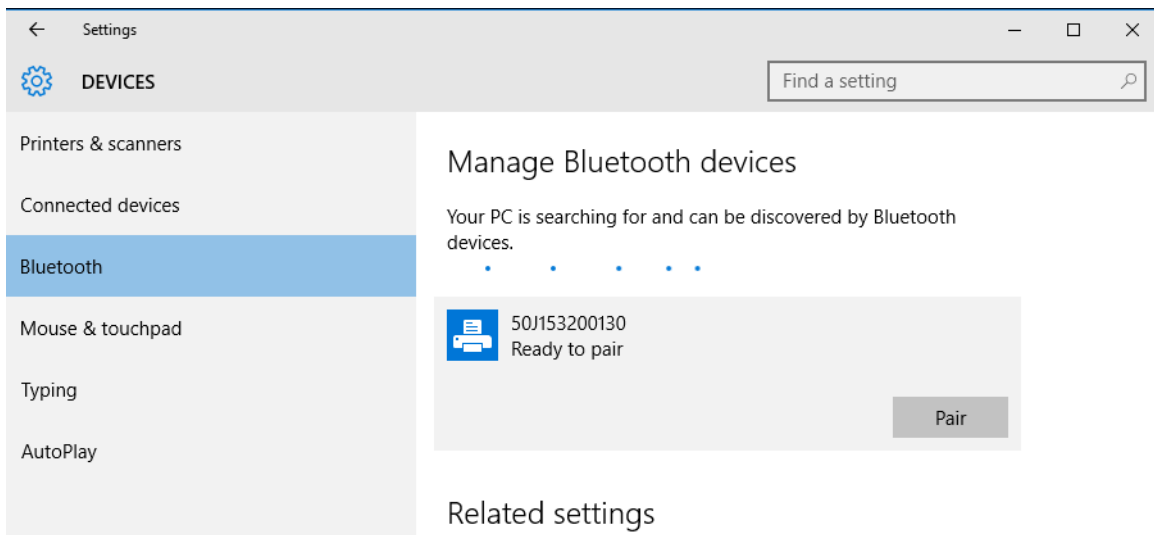 Settings
DEVICES
Find a setting
Printers & scanners
Connected devices
Bluetooth
Mouse & touchpad
Typing
AutoPlay
Manage Bluetooth devices
Your PC is searching for and can be discovered by Bluetooth
devices.
50J153200130
Ready to pair
Pair
Related settings